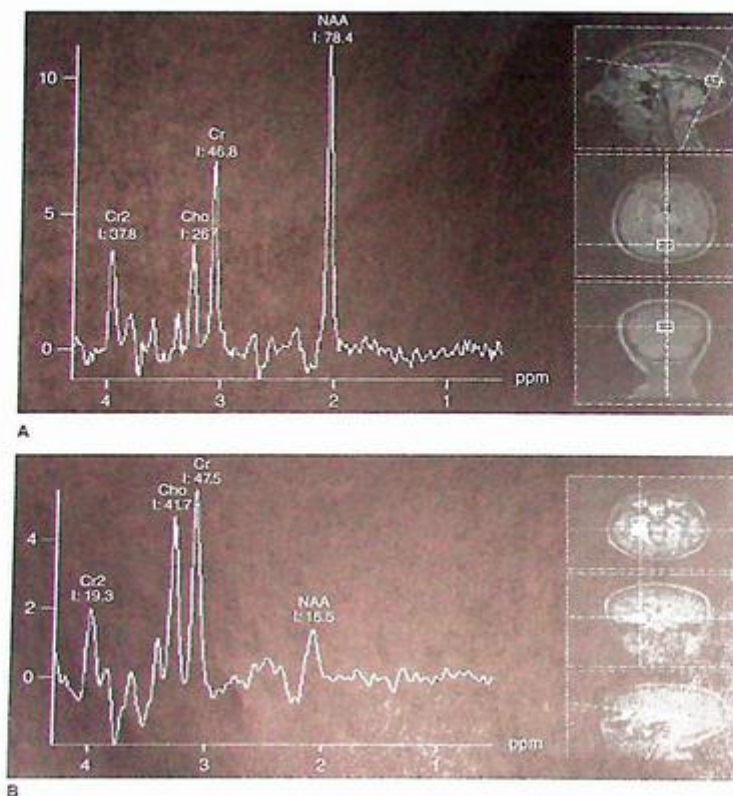 NAA
I: 78.4
10
Cr
I: 46.8
5
Cr2
I: 37.8
Cho
I: 267
0
ppm
4 3 2 1
A
Cr
I: 47.5
Cho
I: 41.7
4
Cr2
I: 19.3
2
NAA
I: 16.5
0
ppm
4 3 2 1
B